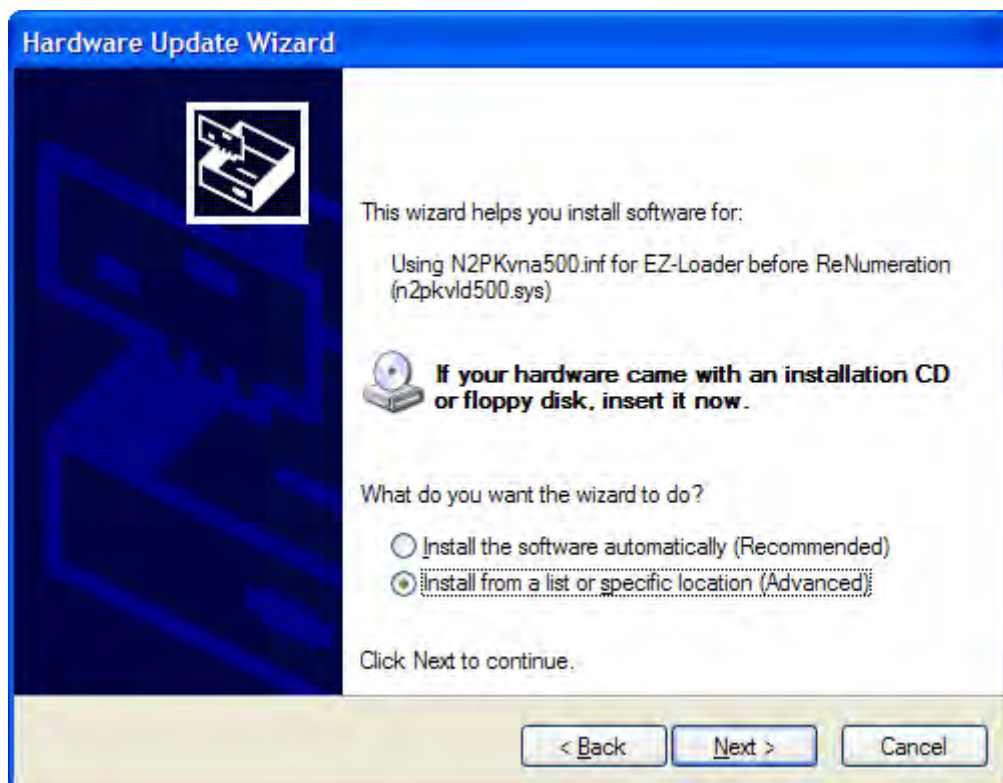 Hardware Update Wizard
This wizard helps you install software for:
Using N2PKvna500.inf for EZ-Loader before ReNumeration
(n2pkvld500.sys)
If your hardware came with an installation CD
or floppy disk, insert it now.
What do you want the wizard to do?
Install the software automatically (Recommended)
Install from a list or specific location (Advanced)
Click Next to continue.
< Back
Next >
Cancel